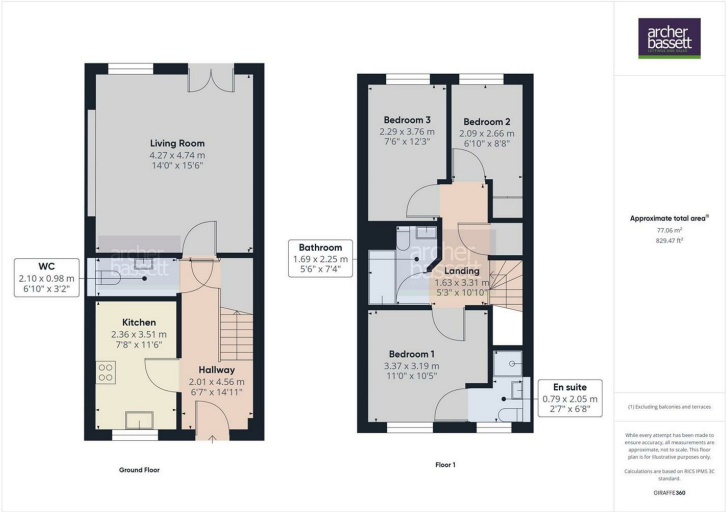 Living Room
4.27 x 4.74 m
14'0" x 15'6"
archer
bassett
WC
2.10 x 0.98 m
6'10" x 3'2"
Kitchen
2.36 x 3.51 m
7'8" x 11'6"
Hallway
2.01 x 4.56 m
6'7" x 14'11"
Ground Floor
Bedroom 3
2.29 x 3.76 m
7'6" x 12'3"
Bedroom 2
2.09 x 2.66 m
6'10" x 8'8"
Bathroom
1.69 x 2.25 m
5'6" x 7'4"
archer
bassett
Landing
1.63 x 3.31 m
5'3" x 10'10"
Bedroom 1
3.37 x 3.19 m
11'0" x 10'5"
En suite
0.79 x 2.05 m
2'7" x 6'8"
Floor 1
archer
bassett
Approximate total area(1)
77.06 m²
829.47 ft²
(1) Excluding balconies and terraces
While every attempt has been made to
ensure accuracy, all measurements are
approximate, not to scale. This floor
plan is for illustrative purposes only.
Calculations are based on RICS IPMS 3C
standard.
GIRAFFE360